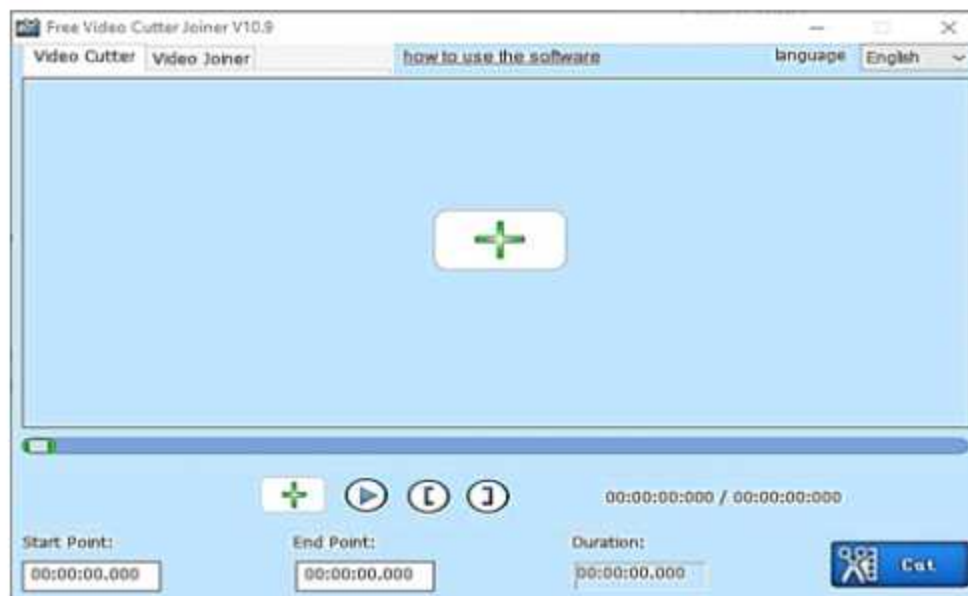 Free Video Cutter Joiner V10.9
Video Cutter Video Joiner how to use the software language English
[ ]
00:00:00:000 / 00:00:00:000
Start Point: End Point: Duration:
00:00:00.000 00:00:00.000 00:00:00.000 Cut